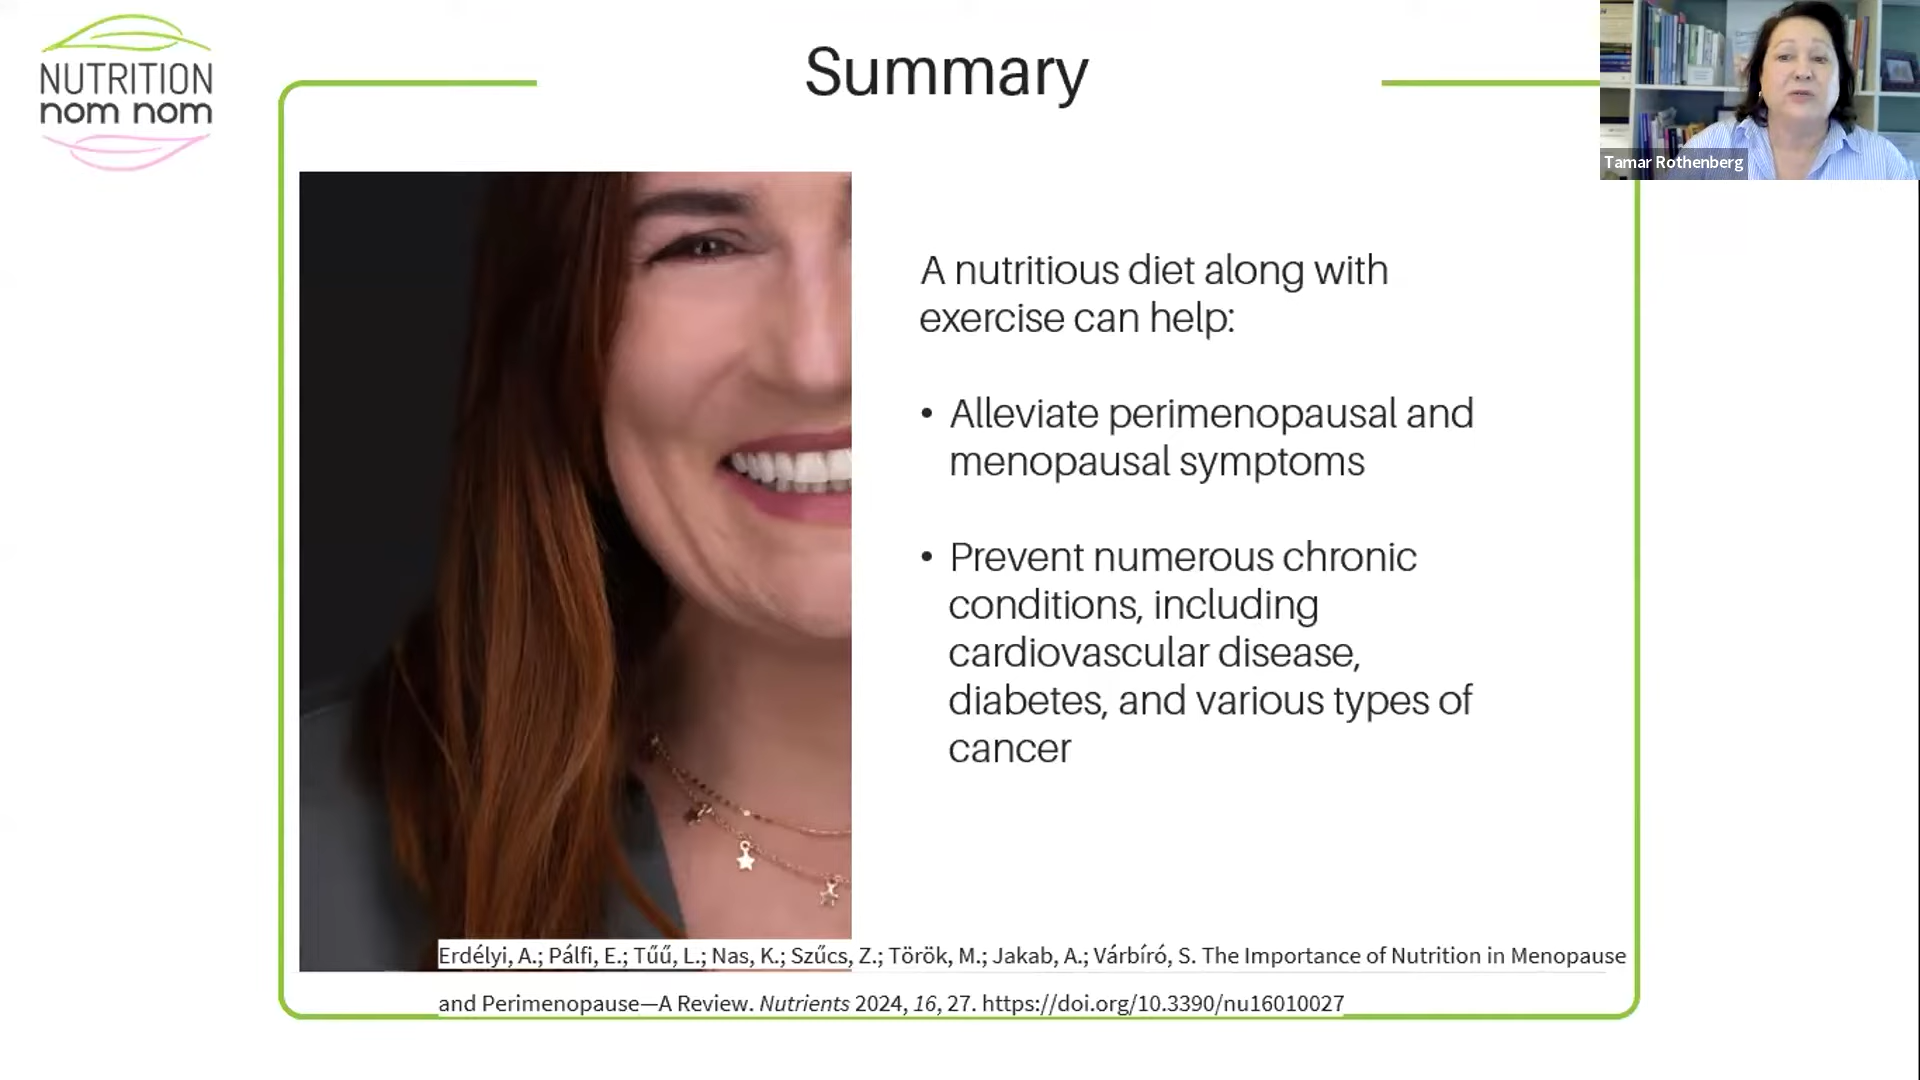 NUTRITION
nom nom
Summary
Tamar Rothenberg
A nutritious diet along with
exercise can help:
• Alleviate perimenopausal and
menopausal symptoms
• Prevent numerous chronic
conditions, including
cardiovascular disease,
diabetes, and various types of
cancer
Erdélyi, A.; Pálfi, E.; Tűű, L.; Nas, K.; Szűcs, Z.; Török, M.; Jakab, A.; Várbíró, S. The Importance of Nutrition in Menopause
and Perimenopause—A Review. Nutrients 2024, 16, 27. https://doi.org/10.3390/nu16010027